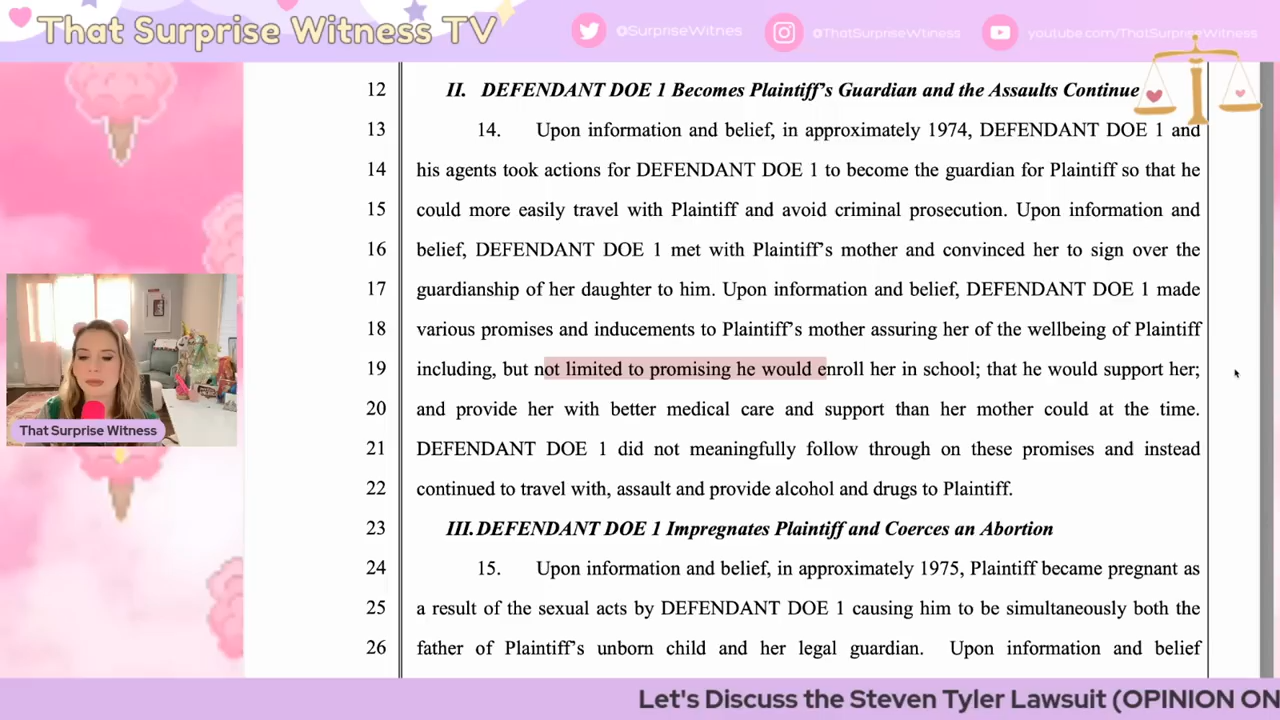 That Surprise Witness TV
@SurpriseWitnes
@ThatSurpriseWitness
youtube.com/ThatSurpriseWitness
12 II. DEFENDANT DOE 1 Becomes Plaintiff's Guardian and the Assaults Continue
13 14. Upon information and belief, in approximately 1974, DEFENDANT DOE 1 and
14 his agents took actions for DEFENDANT DOE 1 to become the guardian for Plaintiff so that he
15 could more easily travel with Plaintiff and avoid criminal prosecution. Upon information and
16 belief, DEFENDANT DOE 1 met with Plaintiff's mother and convinced her to sign over the
17 guardianship of her daughter to him. Upon information and belief, DEFENDANT DOE 1 made
18 various promises and inducements to Plaintiff's mother assuring her of the wellbeing of Plaintiff
19 including, but not limited to promising he would enroll her in school; that he would support her;
20 and provide her with better medical care and support than her mother could at the time.
21 DEFENDANT DOE 1 did not meaningfully follow through on these promises and instead
22 continued to travel with, assault and provide alcohol and drugs to Plaintiff.
23 III. DEFENDANT DOE 1 Impregnates Plaintiff and Coerces an Abortion
24 15. Upon information and belief, in approximately 1975, Plaintiff became pregnant as
25 a result of the sexual acts by DEFENDANT DOE 1 causing him to be simultaneously both the
26 father of Plaintiff's unborn child and her legal guardian. Upon information and belief
That Surprise Witness
Let's Discuss the Steven Tyler Lawsuit (OPINION ON